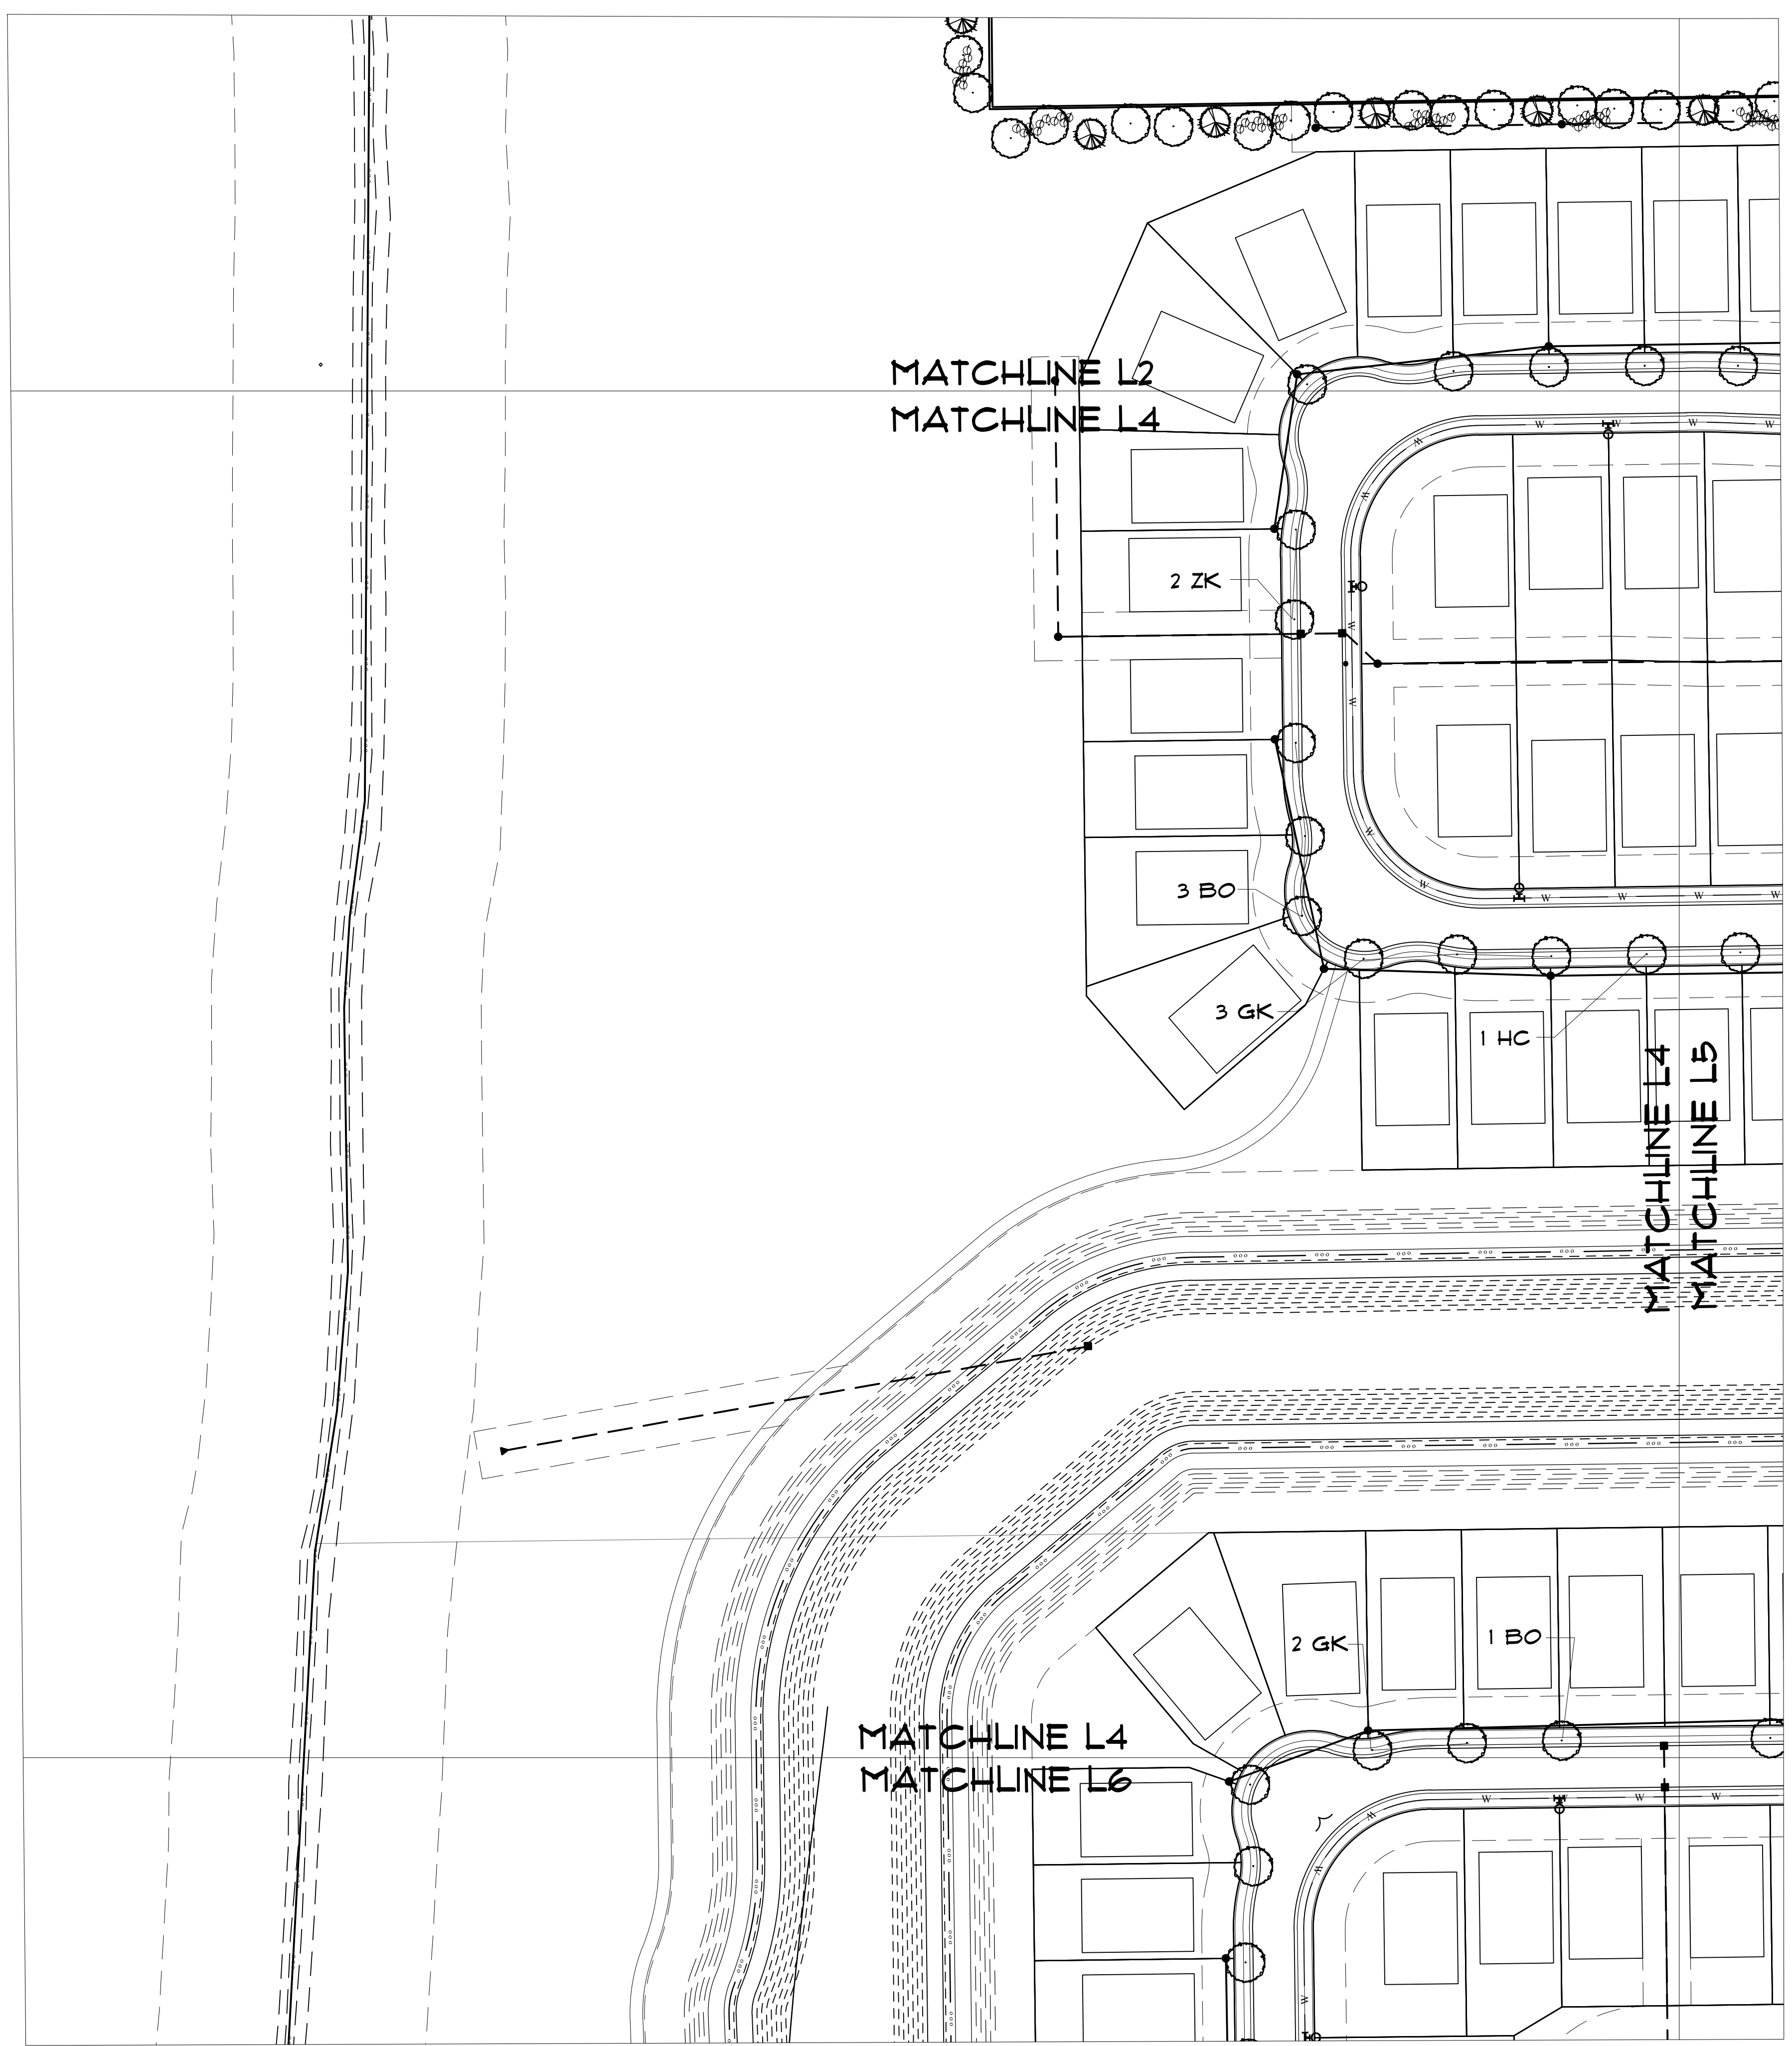 MATCHLINE L2
MATCHLINE L4
W W W W
W
W
2 ZK
W
W
W
3 BO
W
W W W W
3 GK
1 HC
MATCHLINE L4
MATCHLINE L5
2 GK
1 BO
MATCHLINE L4
MATCHLINE L6
W W W W
W
W
W